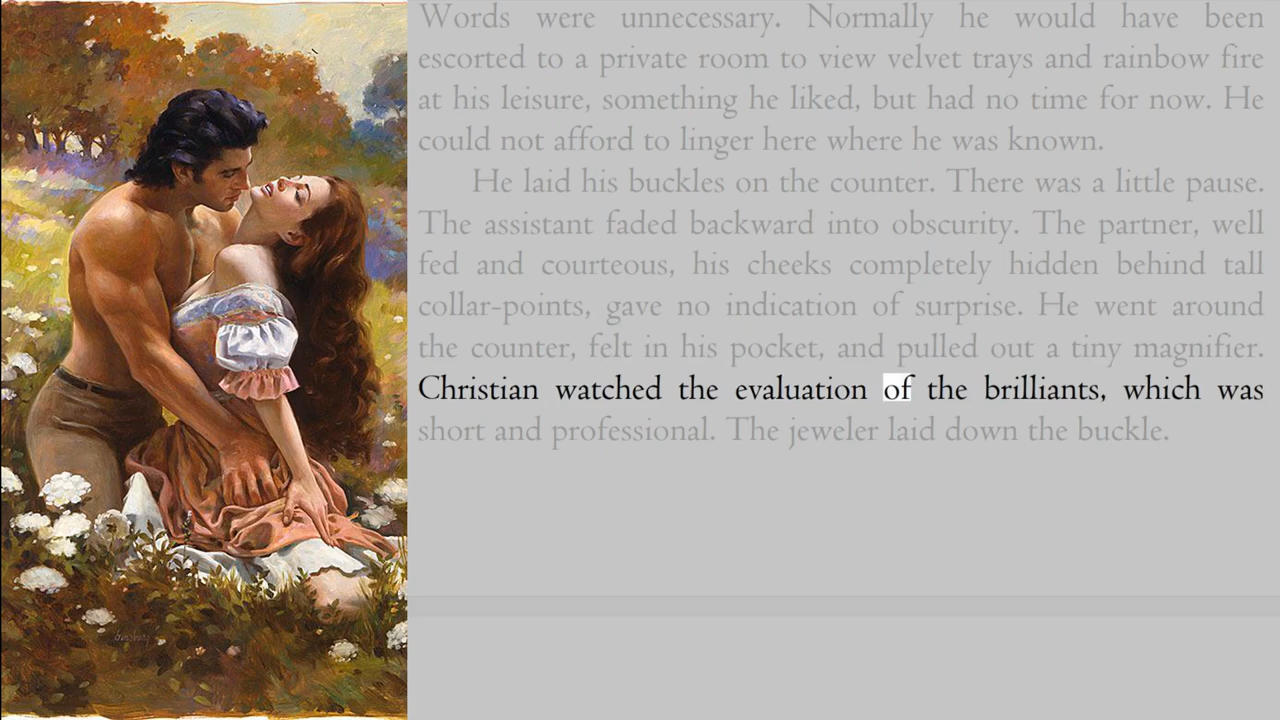 Words were unnecessary. Normally he would have been
escorted to a private room to view velvet trays and rainbow fire
at his leisure, something he liked, but had no time for now. He
could not afford to linger here where he was known.
He laid his buckles on the counter. There was a little pause.
The assistant faded backward into obscurity. The partner, well
fed and courteous, his cheeks completely hidden behind tall
collar-points, gave no indication of surprise. He went around
the counter, felt in his pocket, and pulled out a tiny magnifier.
Christian watched the evaluation of the brilliants, which was
short and professional. The jeweler laid down the buckle.